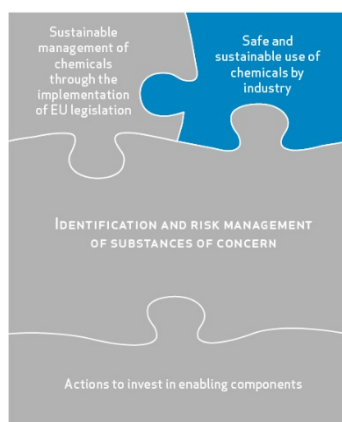 Sustainable
management of
chemicals
through the
implementation
of EU legislation
Safe and
sustainable use of
chemicals by
industry
IDENTIFICATION AND RISK MANAGEMENT
OF SUBSTANCES OF CONCERN
Actions to invest in enabling components